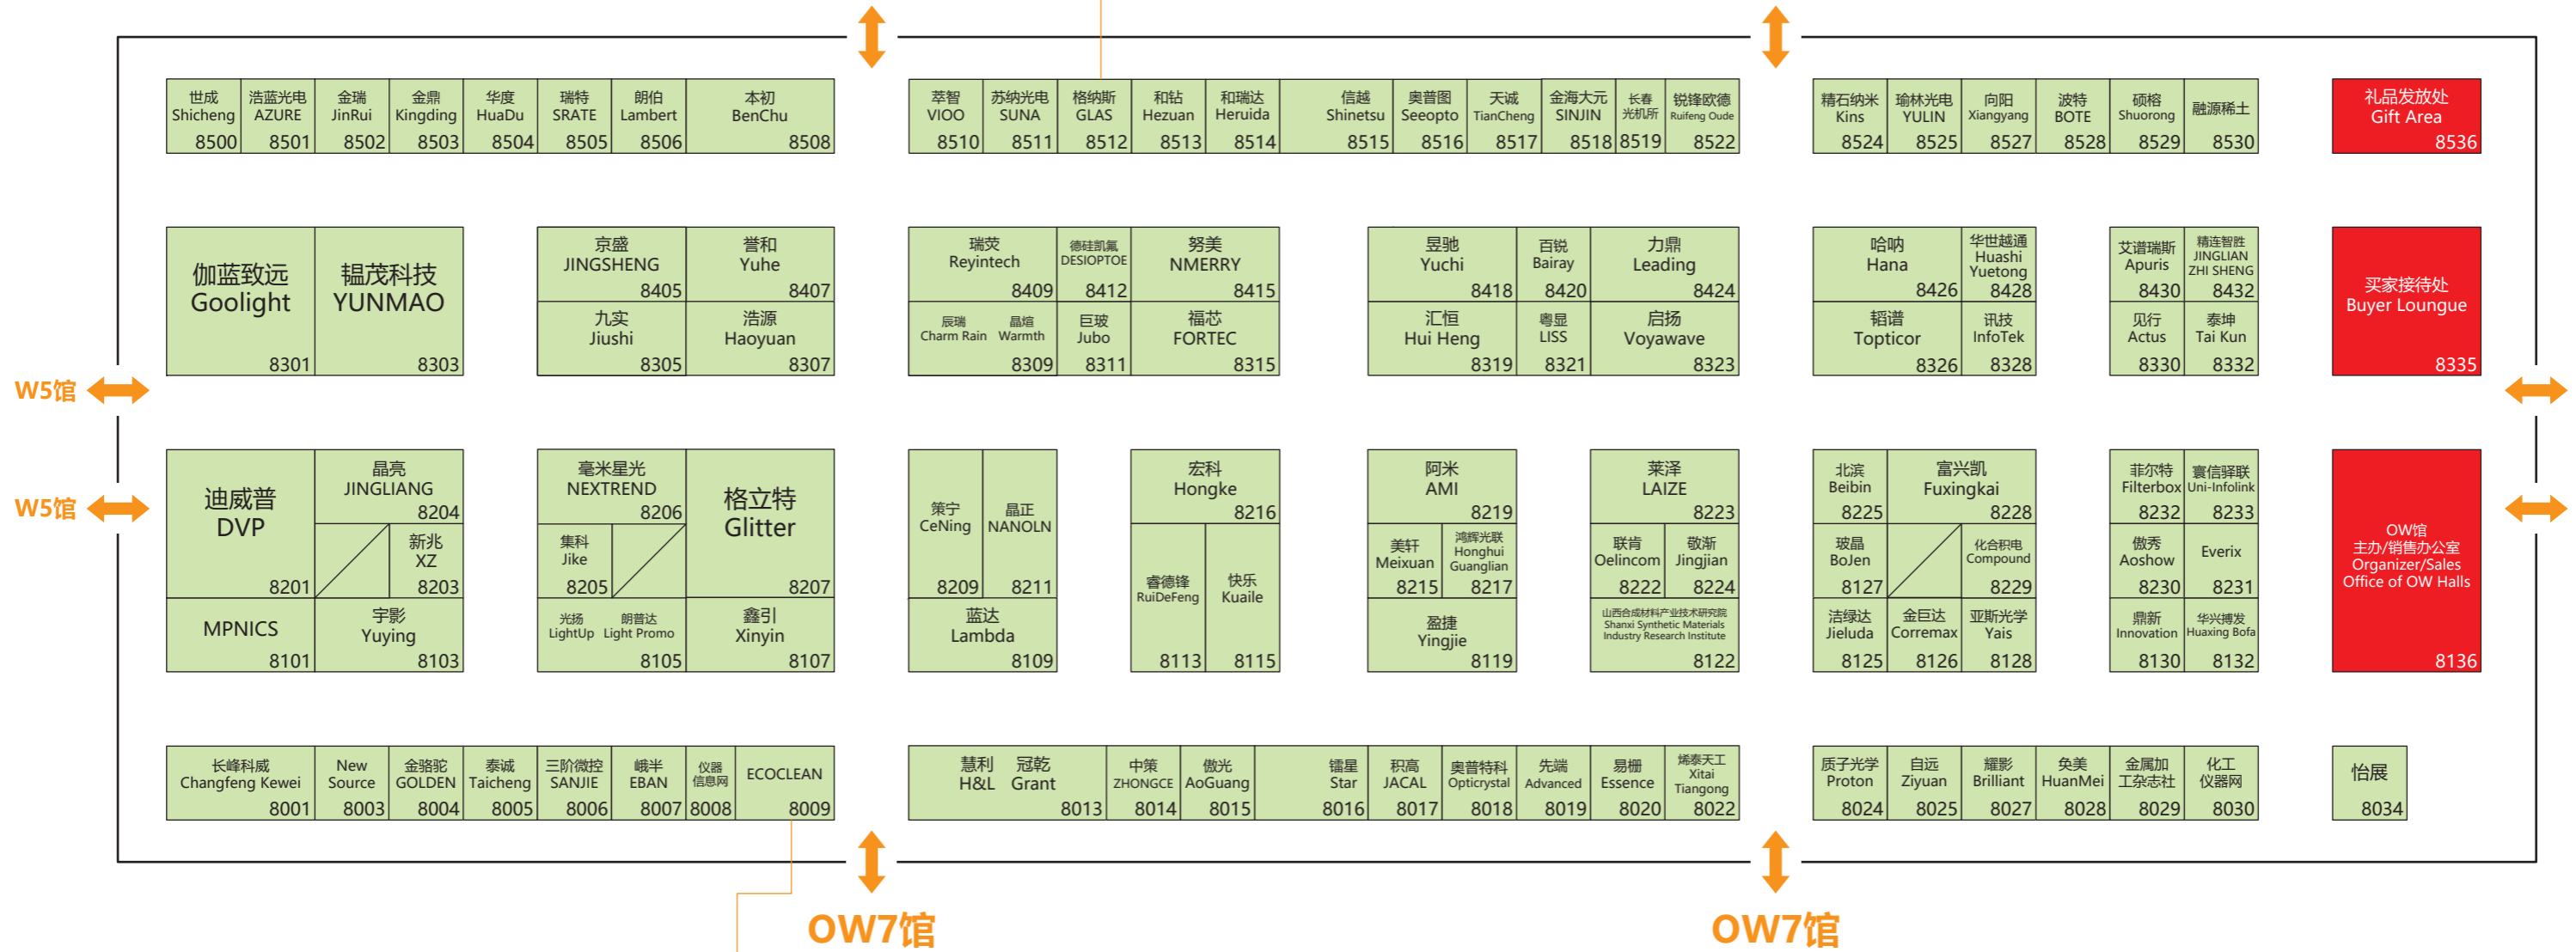 世成
Shicheng
8500
浩蓝光电
AZURE
8501
金瑞
JinRui
8502
金鼎
Kingding
8503
华度
HuaDu
8504
瑞特
SRATE
8505
朗伯
Lambert
8506
本初
BenChu
8508
萃智
VIOO
8510
苏纳光电
SUNA
8511
格纳斯
GLAS
8512
和钻
Hezuan
8513
和瑞达
Heruida
8514
信越
Shinetsu
8515
奥普图
Seeopto
8516
天诚
TianCheng
8517
金海大元
SINJIN
8518
长春
光机所
8519
锐锋欧德
Ruifeng Oude
8522
精石纳米
Kins
8524
瑜林光电
YULIN
8525
向阳
Xiangyang
8527
波特
BOTE
8528
硕榕
Shuorong
8529
融源稀土
8530
礼品发放处
Gift Area
8536
伽蓝致远
Goolight
8301
韫茂科技
YUNMAO
8303
京盛
JINGSHENG
8405
誉和
Yuhe
8407
九实
Jiushi
8305
浩源
Haoyuan
8307
瑞荧
Reyintech
8409
德硅凯氟
DESIOPTOE
8412
努美
NMERRY
8415
辰瑞 晶煊
Charm Rain Warmth
8309
巨玻
Jubo
8311
福芯
FORTEC
8315
昱驰
Yuchi
8418
百锐
Bairay
8420
力鼎
Leading
8424
汇恒
Hui Heng
8319
粤显
LISS
8321
启扬
Voyawave
8323
哈呐
Hana
8426
华世越通
Huashi
Yuetong
8428
韬谱
Topticor
8326
讯技
InfoTek
8328
艾谱瑞斯
Apuris
8430
精连智胜
JINGLIAN
ZHI SHENG
8432
见行
Actus
8330
泰坤
Tai Kun
8332
买家接待处
Buyer Loungue
8335
W5馆
W5馆
迪威普
DVP
8201
晶亮
JINGLIANG
8204
新兆
XZ
8203
MPNICS
8101
宇影
Yuying
8103
毫米星光
NEXTREND
8206
集科
Jike
8205
格立特
Glitter
8207
光扬 朗普达
LightUp Light Promo
8105
鑫引
Xinyin
8107
策宁
CeNing
8209
晶正
NANOLN
8211
蓝达
Lambda
8109
宏科
Hongke
8216
睿德锋
RuiDeFeng
8113
快乐
Kuaile
8115
阿米
AMI
8219
美轩
Meixuan
8215
鸿辉光联
Honghui
Guanglian
8217
盈捷
Yingjie
8119
莱泽
LAIZE
8223
联肯
Oelincom
8222
敬渐
Jingjian
8224
山西合成材料产业技术研究院
Shanxi Synthetic Materials
Industry Research Institute
8122
北滨
Beibin
8225
富兴凯
Fuxingkai
8228
玻晶
BoJen
8127
化合积电
Compound
8229
洁绿达
Jieluda
8125
金巨达
Corremax
8126
亚斯光学
Yais
8128
菲尔特
Filterbox
8232
寰信驿联
Uni-Infolink
8233
傲秀
Aoshow
8230
Everix
8231
鼎新
Innovation
8130
华兴搏发
Huaxing Bofa
8132
OW馆
主办/销售办公室
Organizer/Sales
Office of OW Halls
8136
长峰科威
Changfeng Kewei
8001
New
Source
8003
金骆驼
GOLDEN
8004
泰诚
Taicheng
8005
三阶微控
SANJIE
8006
峨半
EBAN
8007
仪器
信息网
8008
ECOCLEAN
8009
慧利 冠乾
H&L Grant
8013
中策
ZHONGCE
8014
傲光
AoGuang
8015
镭星
Star
8016
积高
JACAL
8017
奥普特科
Opticrystal
8018
先端
Advanced
8019
易栅
Essence
8020
烯泰天工
Xitai
Tiangong
8022
质子光学
Proton
8024
自远
Ziyuan
8025
耀影
Brilliant
8027
奂美
HuanMei
8028
金属加
工杂志社
8029
化工
仪器网
8030
怡展
8034
OW7馆
OW7馆